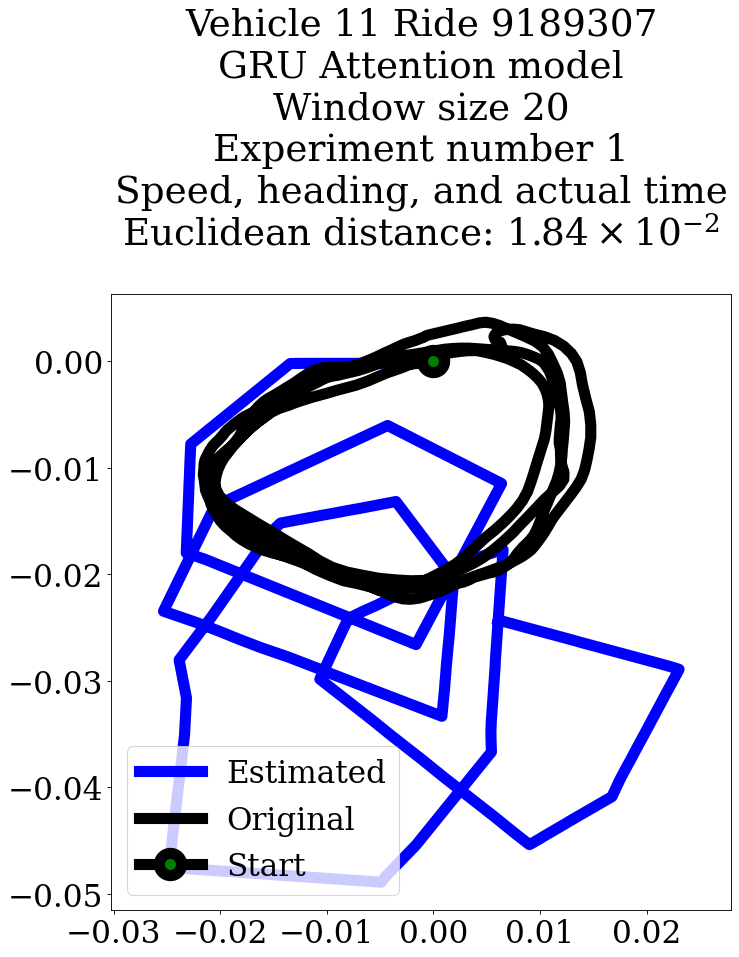 Vehicle 11 Ride 9189307
GRU Attention model
Window size 20
Experiment number 1
Speed, heading, and actual time
Euclidean distance: 1.84 × 10⁻²
0.00
−0.01
−0.02
−0.03
−0.04
−0.05
Estimated
Original
Start
−0.03 −0.02 −0.01 0.00 0.01 0.02